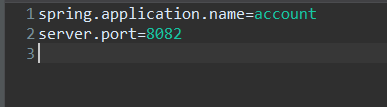 1 spring.application.name=account
2 server.port=8082
3